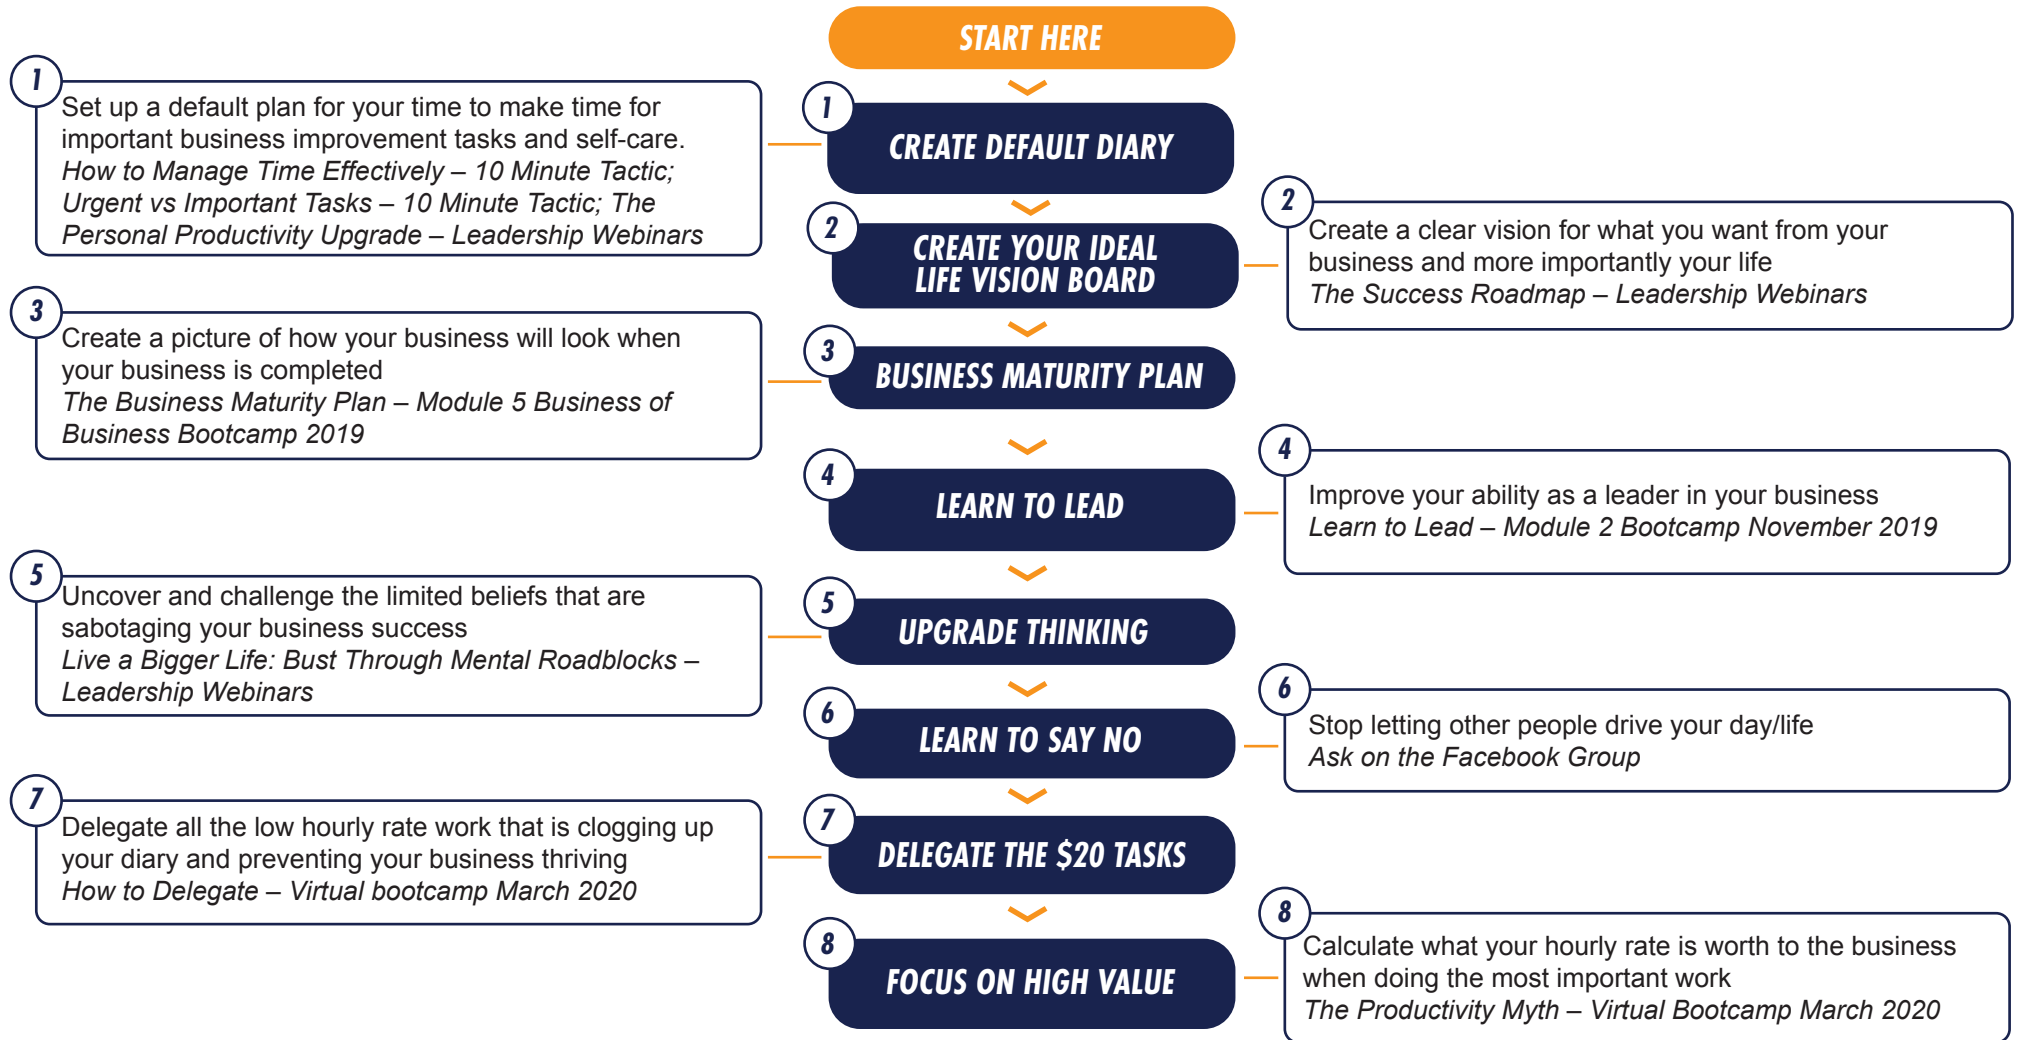 START HERE
1
Set up a default plan for your time to make time for
important business improvement tasks and self-care.
How to Manage Time Effectively – 10 Minute Tactic;
Urgent vs Important Tasks – 10 Minute Tactic; The
Personal Productivity Upgrade – Leadership Webinars
1
CREATE DEFAULT DIARY
2
CREATE YOUR IDEAL
LIFE VISION BOARD
2
Create a clear vision for what you want from your
business and more importantly your life
The Success Roadmap – Leadership Webinars
3
Create a picture of how your business will look when
your business is completed
The Business Maturity Plan – Module 5 Business of
Business Bootcamp 2019
3
BUSINESS MATURITY PLAN
4
LEARN TO LEAD
4
Improve your ability as a leader in your business
Learn to Lead – Module 2 Bootcamp November 2019
5
Uncover and challenge the limited beliefs that are
sabotaging your business success
Live a Bigger Life: Bust Through Mental Roadblocks –
Leadership Webinars
5
UPGRADE THINKING
6
LEARN TO SAY NO
6
Stop letting other people drive your day/life
Ask on the Facebook Group
7
Delegate all the low hourly rate work that is clogging up
your diary and preventing your business thriving
How to Delegate – Virtual bootcamp March 2020
7
DELEGATE THE $20 TASKS
8
FOCUS ON HIGH VALUE
8
Calculate what your hourly rate is worth to the business
when doing the most important work
The Productivity Myth – Virtual Bootcamp March 2020